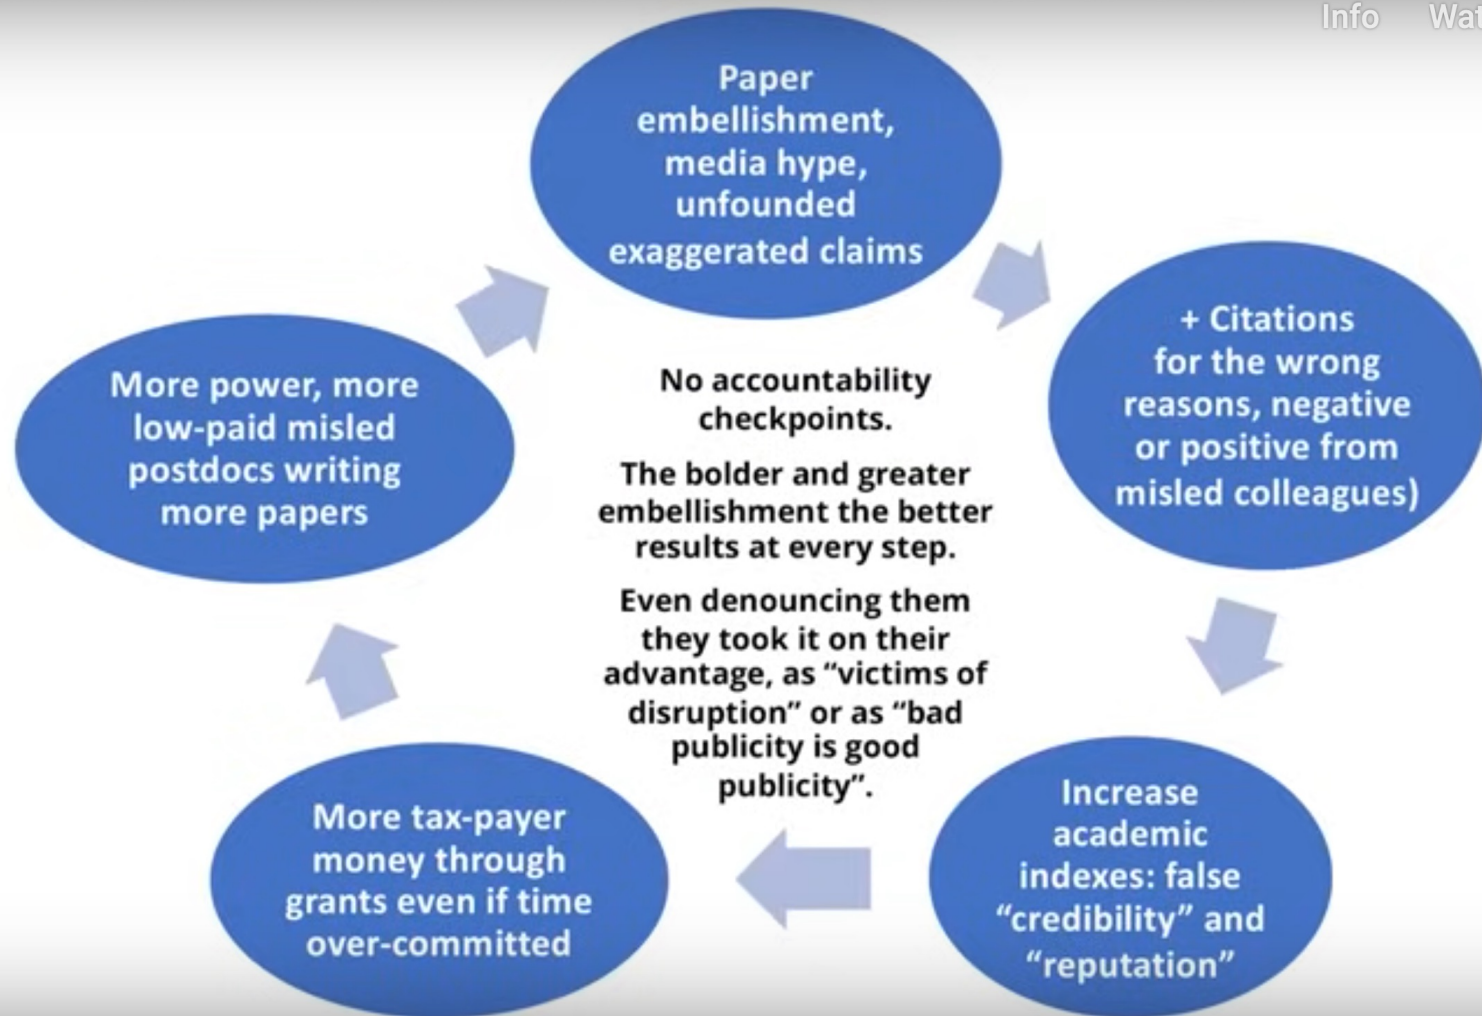 Info Wat
Paper
embellishment,
media hype,
unfounded
exaggerated claims
+ Citations
for the wrong
reasons, negative
or positive from
misled colleagues)
Increase
academic
indexes: false
“credibility” and
“reputation”
More tax-payer
money through
grants even if time
over-committed
More power, more
low-paid misled
postdocs writing
more papers
No accountability
checkpoints.
The bolder and greater
embellishment the better
results at every step.
Even denouncing them
they took it on their
advantage, as “victims of
disruption” or as “bad
publicity is good
publicity”.